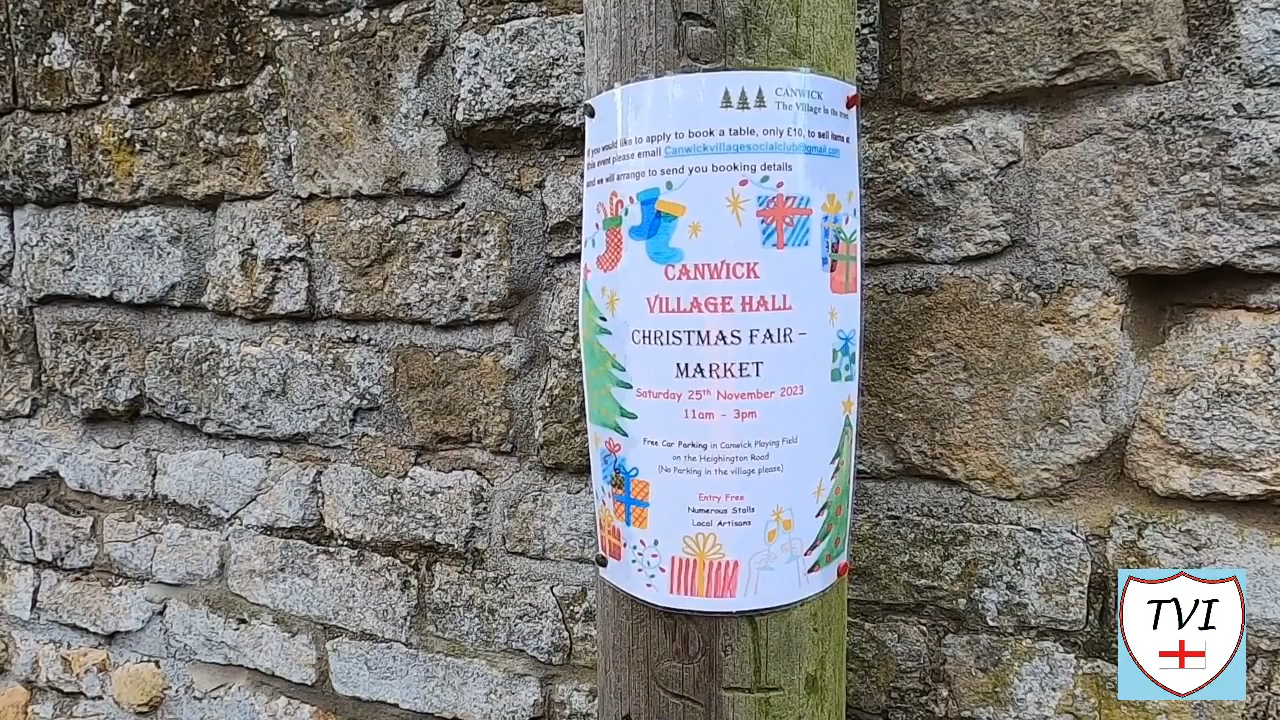 CANWICK
The Village in the trees
If you would like to apply to book a table, only £10, to sell items at
this event please email Canwickvillagesocialclub@gmail.com
and we will arrange to send you booking details
CANWICK
VILLAGE HALL
CHRISTMAS FAIR –
MARKET
Saturday 25th November 2023
11am – 3pm
Free Car Parking in Canwick Playing Field
on the Heighington Road
(No Parking in the village please)
Entry Free
Numerous Stalls
Local Artisans
TVI